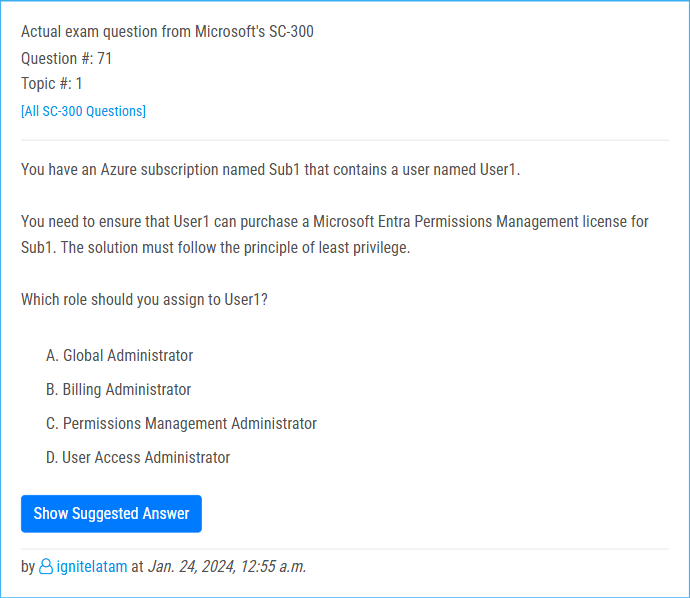 Actual exam question from Microsoft's SC-300
Question #: 71
Topic #: 1
[All SC-300 Questions]
You have an Azure subscription named Sub1 that contains a user named User1.
You need to ensure that User1 can purchase a Microsoft Entra Permissions Management license for
Sub1. The solution must follow the principle of least privilege.
Which role should you assign to User1?
A. Global Administrator
B. Billing Administrator
C. Permissions Management Administrator
D. User Access Administrator
Show Suggested Answer
by ignitelatam at Jan. 24, 2024, 12:55 a.m.